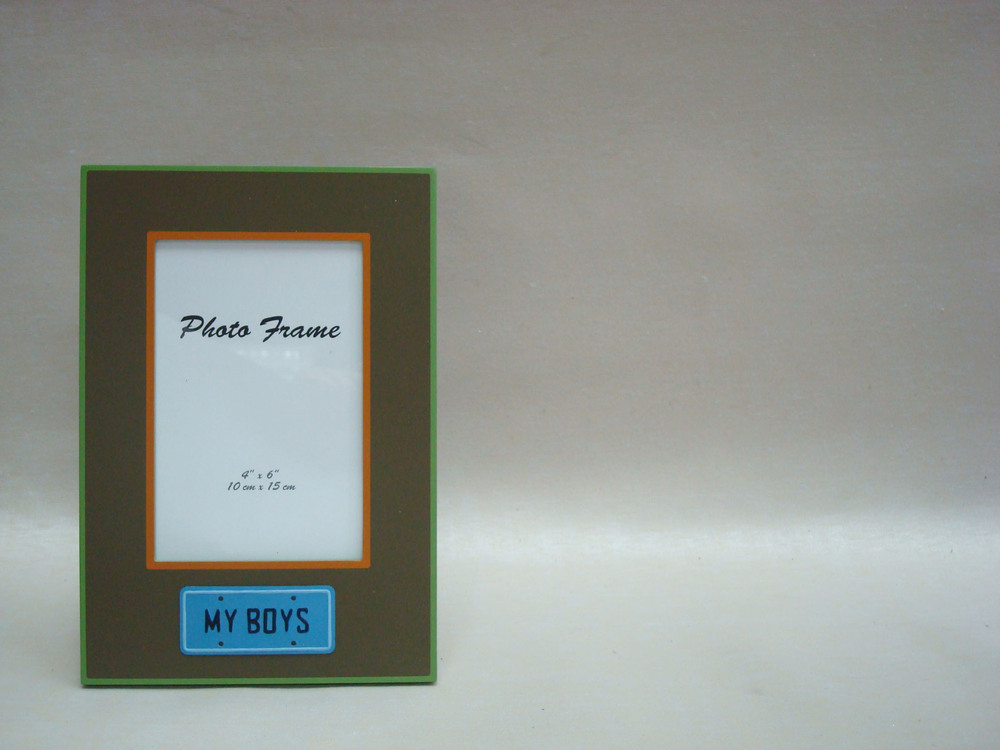 Photo Frame
4" x 6"
10 cm x 15 cm
MY BOYS